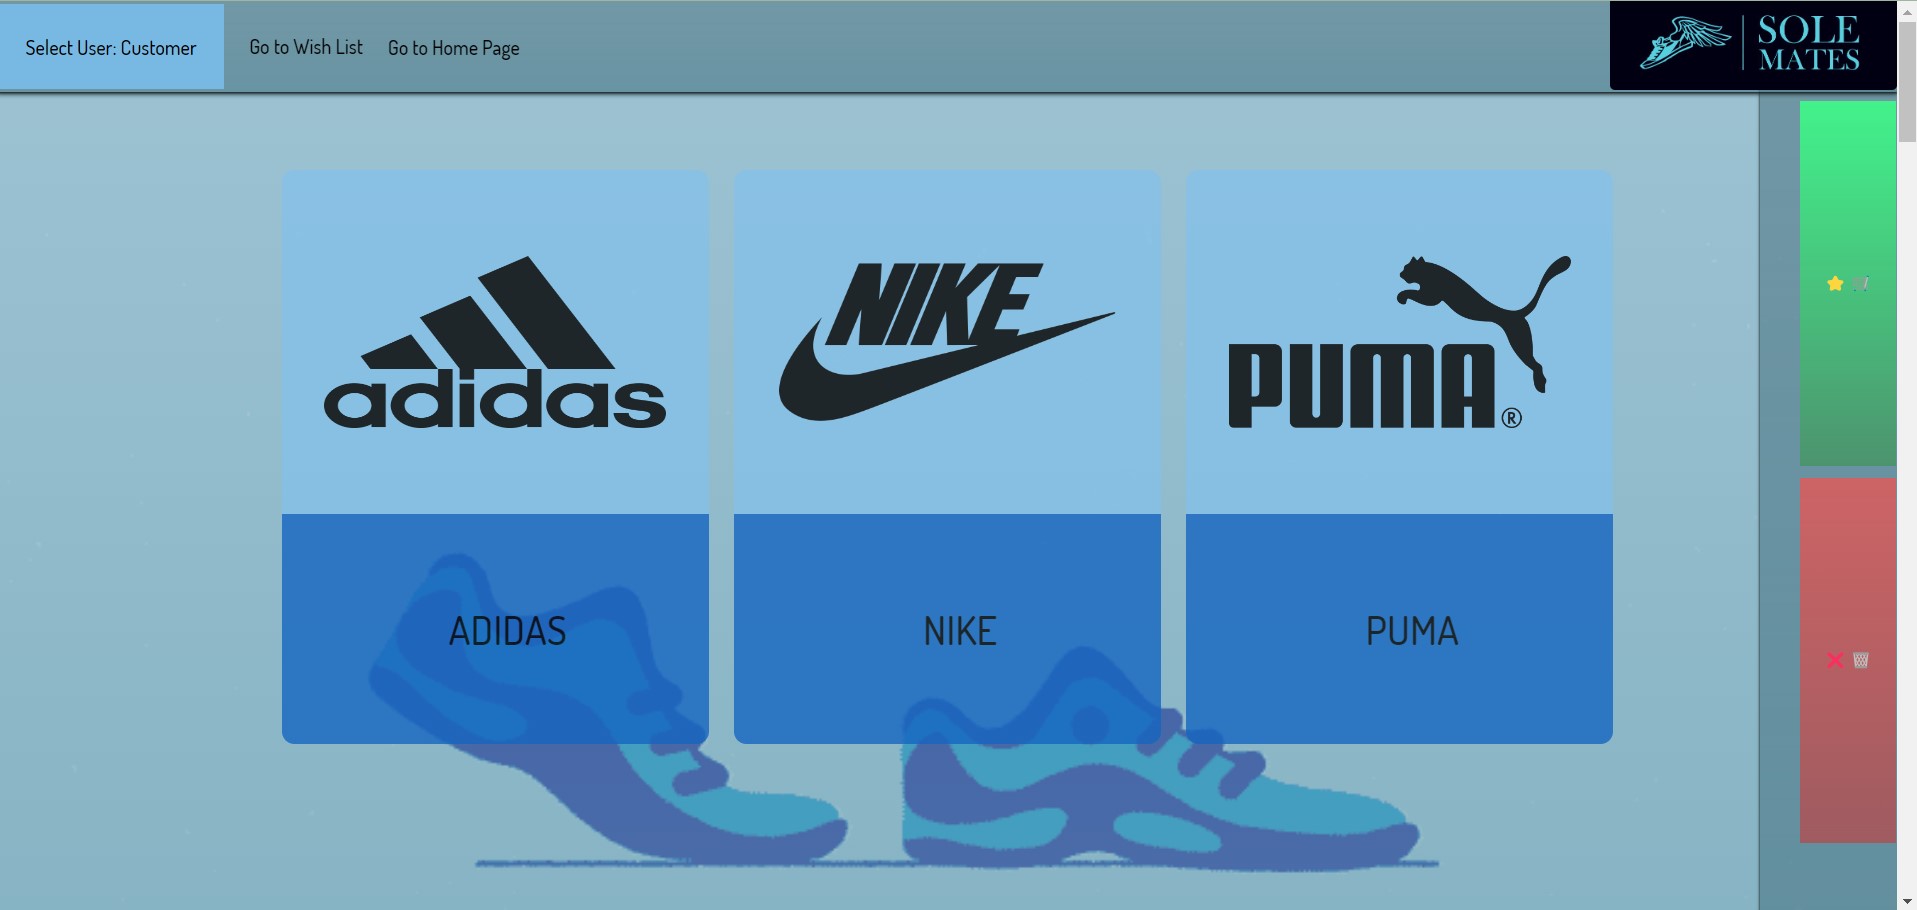 Select User: Customer
Go to Wish List
Go to Home Page
SOLE
MATES
adidas
NIKE
PUMA
®
ADIDAS
NIKE
PUMA